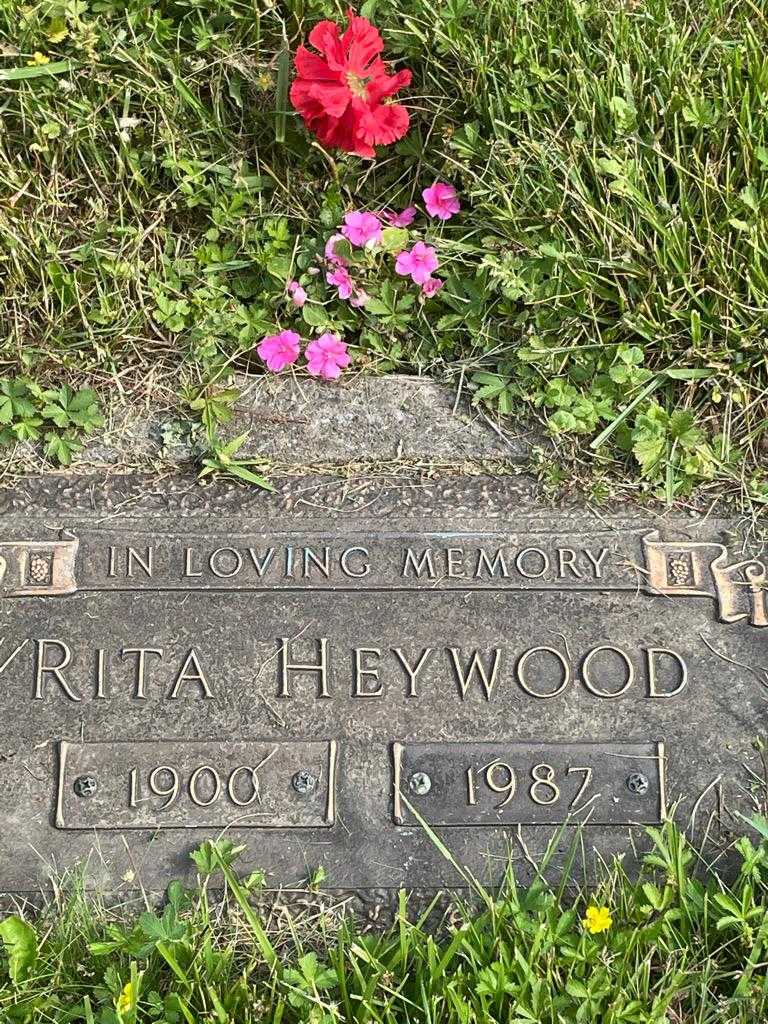 IN LOVING MEMORY
RITA HEYWOOD
1900 1987